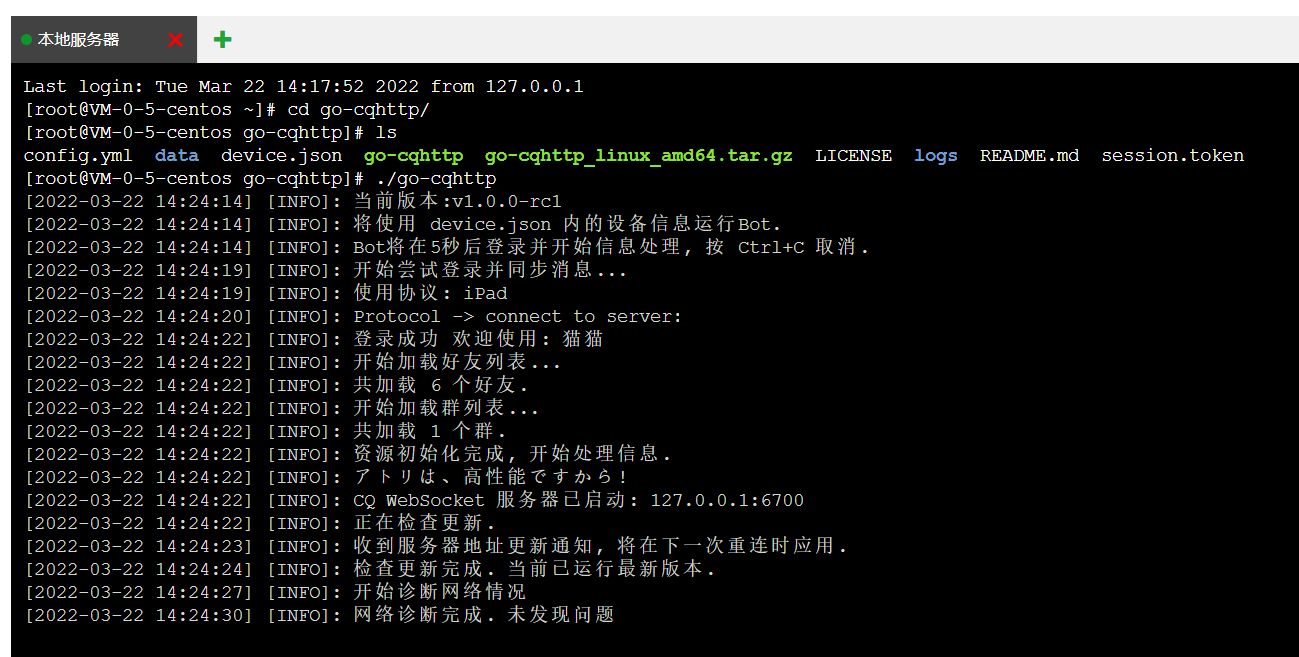 本地服务器
Last login: Tue Mar 22 14:17:52 2022 from 127.0.0.1
[root@VM-0-5-centos ~]# cd go-cqhttp/
[root@VM-0-5-centos go-cqhttp]# ls
config.yml data device.json go-cqhttp go-cqhttp_linux_amd64.tar.gz LICENSE logs README.md session.token
[root@VM-0-5-centos go-cqhttp]# ./go-cqhttp
[2022-03-22 14:24:14] [INFO]: 当前版本:v1.0.0-rc1
[2022-03-22 14:24:14] [INFO]: 将使用 device.json 内的设备信息运行Bot.
[2022-03-22 14:24:14] [INFO]: Bot将在5秒后登录并开始信息处理, 按 Ctrl+C 取消.
[2022-03-22 14:24:19] [INFO]: 开始尝试登录并同步消息...
[2022-03-22 14:24:19] [INFO]: 使用协议: iPad
[2022-03-22 14:24:20] [INFO]: Protocol -> connect to server:
[2022-03-22 14:24:22] [INFO]: 登录成功 欢迎使用: 猫猫
[2022-03-22 14:24:22] [INFO]: 开始加载好友列表...
[2022-03-22 14:24:22] [INFO]: 共加载 6 个好友.
[2022-03-22 14:24:22] [INFO]: 开始加载群列表...
[2022-03-22 14:24:22] [INFO]: 共加载 1 个群.
[2022-03-22 14:24:22] [INFO]: 资源初始化完成, 开始处理信息.
[2022-03-22 14:24:22] [INFO]: アトリは、高性能ですから!
[2022-03-22 14:24:22] [INFO]: CQ WebSocket 服务器已启动: 127.0.0.1:6700
[2022-03-22 14:24:22] [INFO]: 正在检查更新.
[2022-03-22 14:24:23] [INFO]: 收到服务器地址更新通知, 将在下一次重连时应用.
[2022-03-22 14:24:24] [INFO]: 检查更新完成. 当前已运行最新版本.
[2022-03-22 14:24:27] [INFO]: 开始诊断网络情况
[2022-03-22 14:24:30] [INFO]: 网络诊断完成. 未发现问题